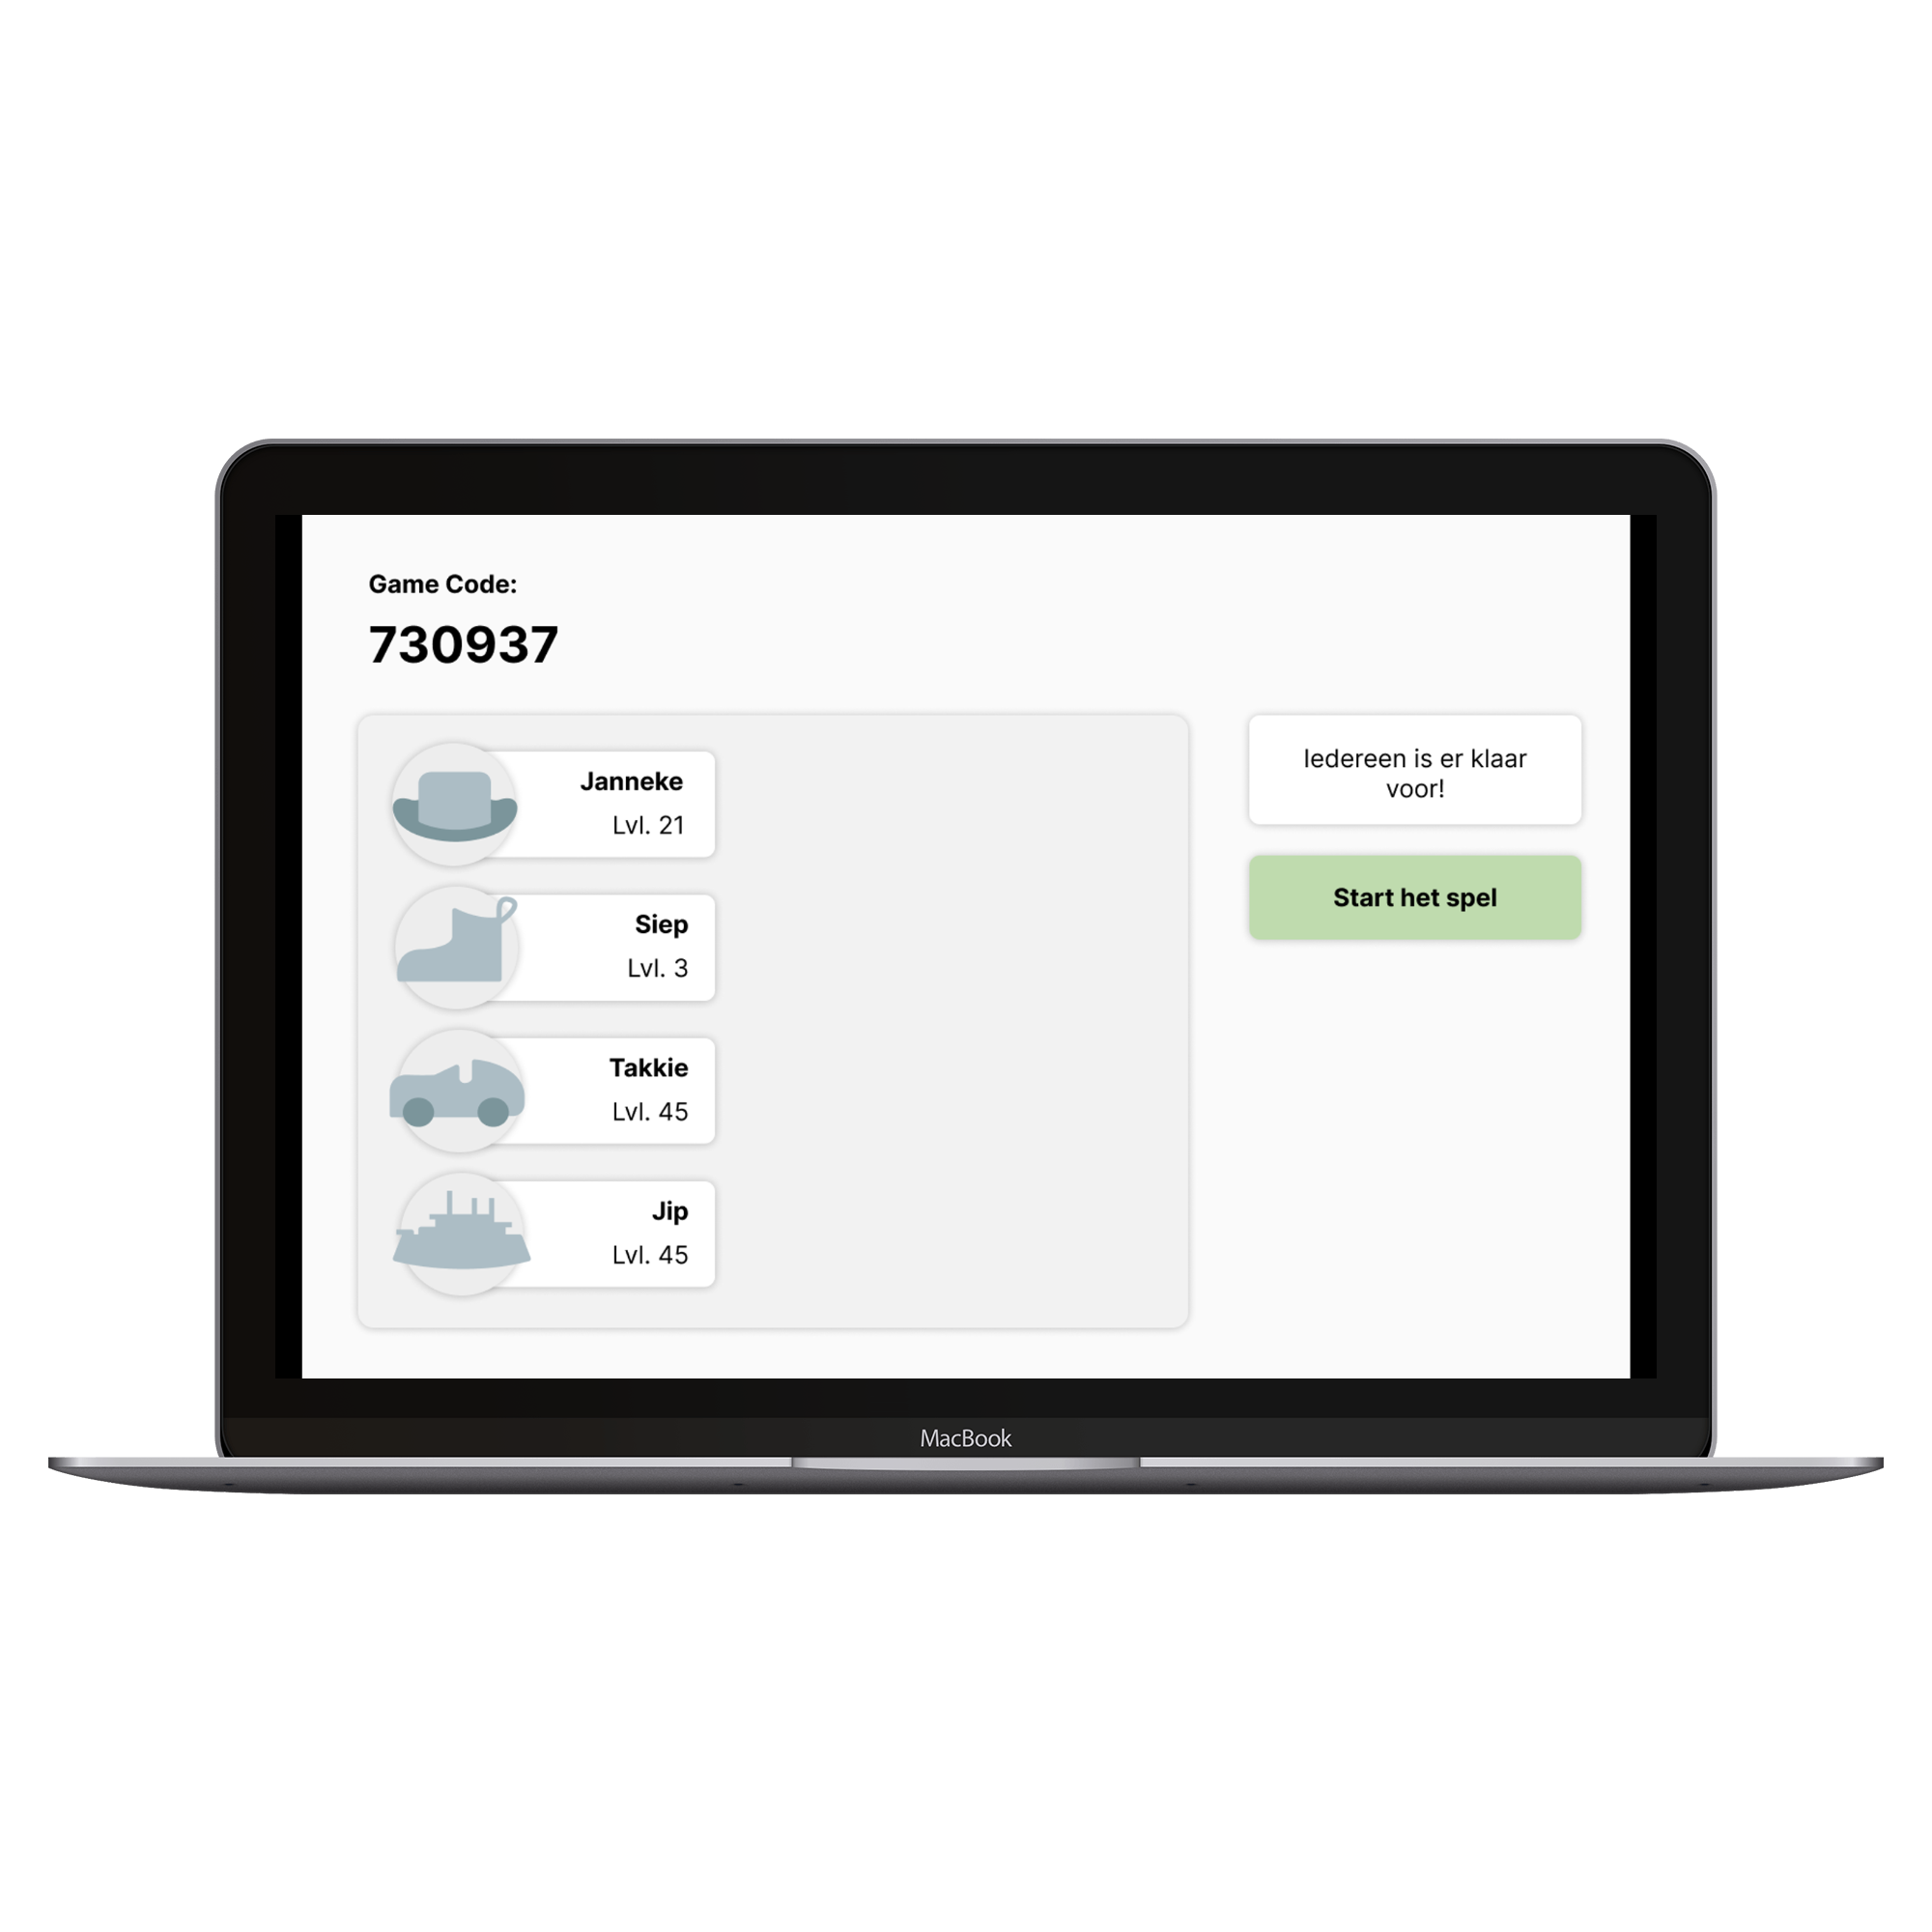 Game Code:
730937
Janneke
Lvl. 21
Siep
Lvl. 3
Takkie
Lvl. 45
Jip
Lvl. 45
Iedereen is er klaar
voor!
Start het spel
MacBook